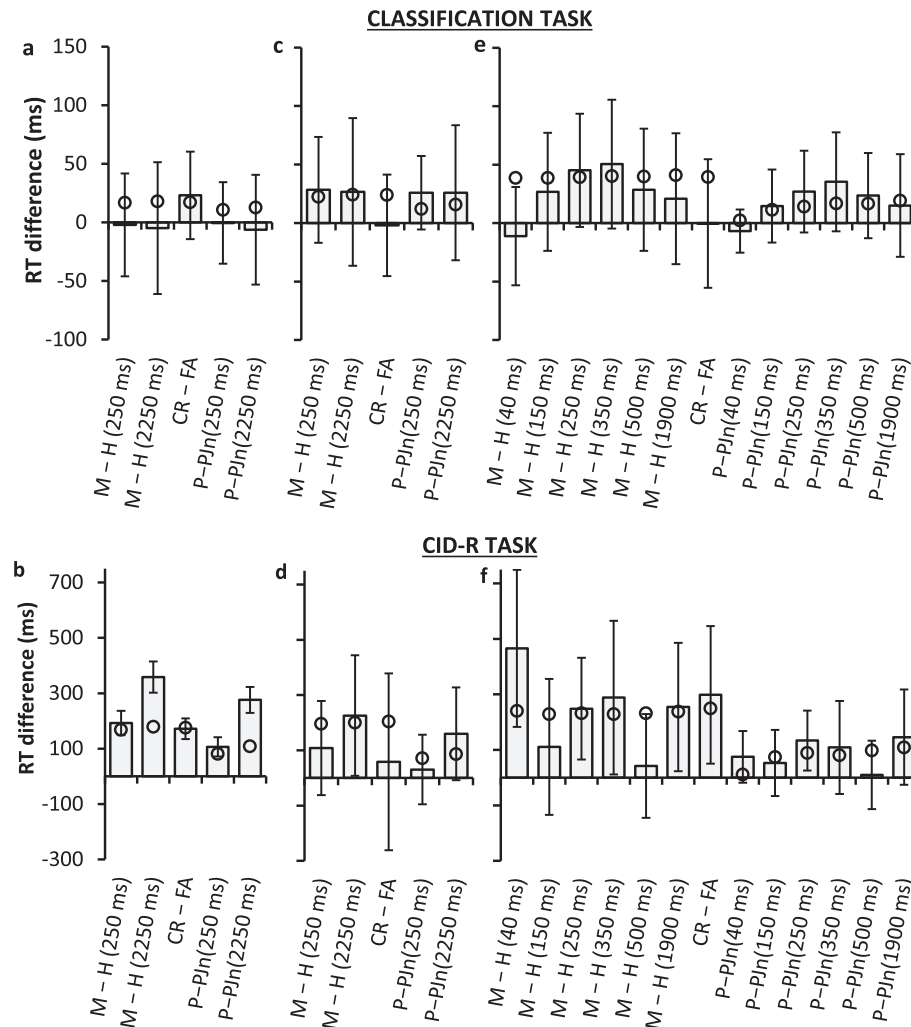 CLASSIFICATION TASK
a
c
e
RT difference (ms)
150
100
50
0
-50
-100
M – H (250 ms)
M – H (2250 ms)
CR – FA
P–PJn(250 ms)
P–PJn(2250 ms)
M – H (250 ms)
M – H (2250 ms)
CR – FA
P–PJn(250 ms)
P–PJn(2250 ms)
M – H (40 ms)
M – H (150 ms)
M – H (250 ms)
M – H (350 ms)
M – H (500 ms)
M – H (1900 ms)
CR – FA
P–PJn(40 ms)
P–PJn(150 ms)
P–PJn(250 ms)
P–PJn(350 ms)
P–PJn(500 ms)
P–PJn(1900 ms)
CID-R TASK
b
d
f
RT difference (ms)
700
500
300
100
-100
-300
M – H (250 ms)
M – H (2250 ms)
CR – FA
P–PJn(250 ms)
P–PJn(2250 ms)
M – H (250 ms)
M – H (2250 ms)
CR – FA
P–PJn(250 ms)
P–PJn(2250 ms)
M – H (40 ms)
M – H (150 ms)
M – H (250 ms)
M – H (350 ms)
M – H (500 ms)
M – H (1900 ms)
CR – FA
P–PJn(40 ms)
P–PJn(150 ms)
P–PJn(250 ms)
P–PJn(350 ms)
P–PJn(500 ms)
P–PJn(1900 ms)